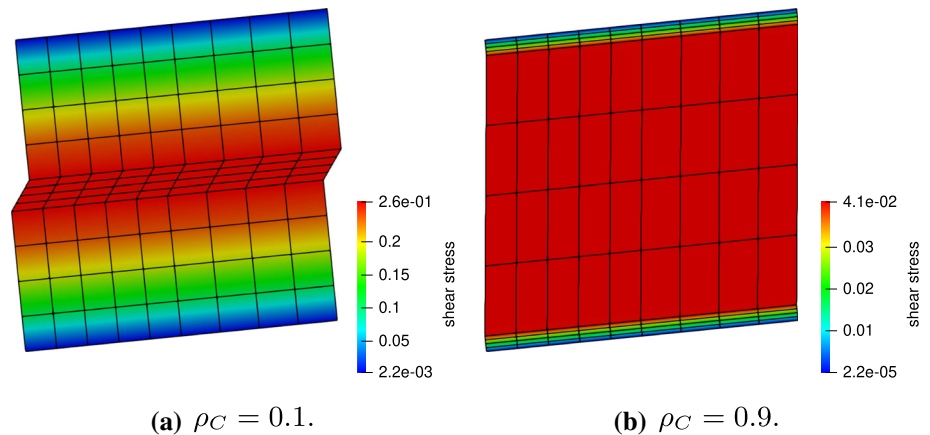 2.6e-01
0.2
0.15
0.1
0.05
2.2e-03
shear stress
4.1e-02
0.03
0.02
0.01
2.2e-05
shear stress
(a) ρ_C = 0.1.
(b) ρ_C = 0.9.